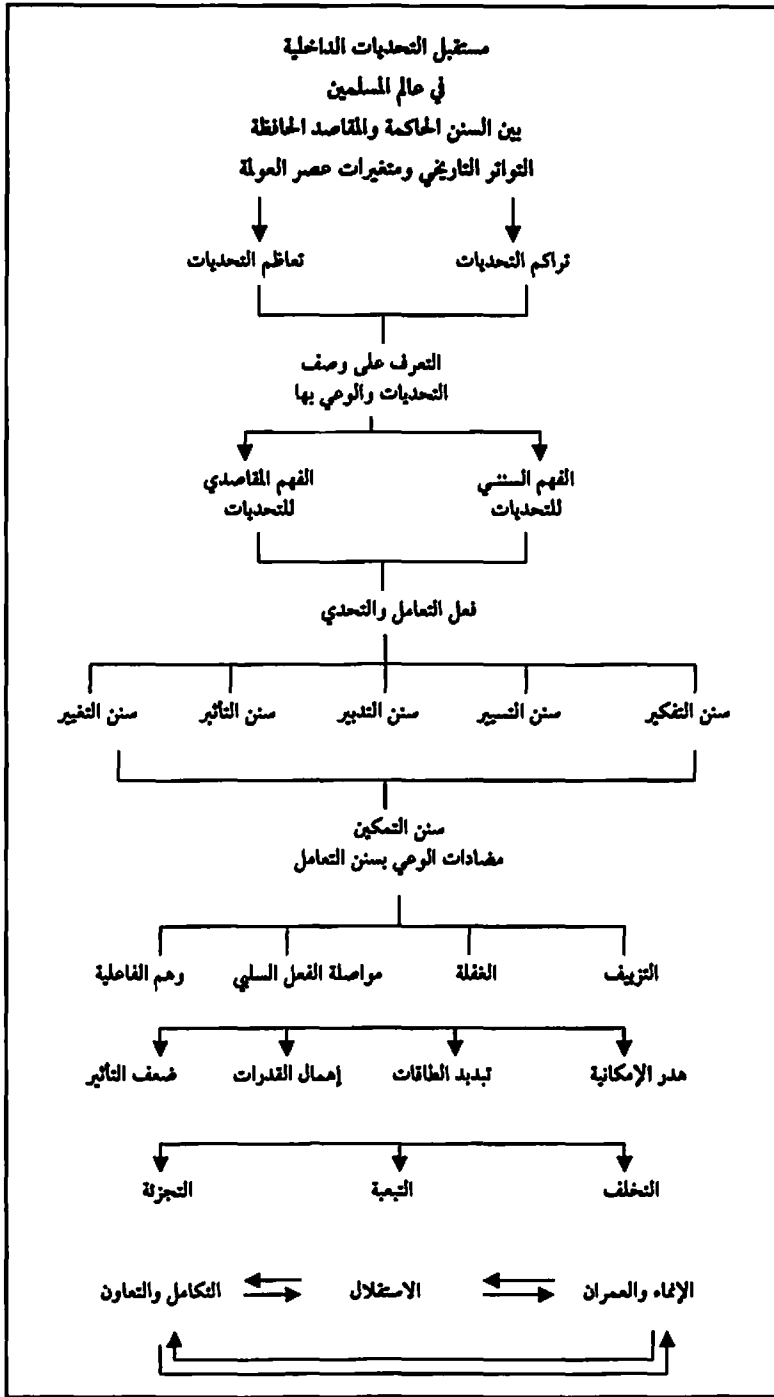 مستقبل التحديات الداخلية
في عالم المسلمين
بين السنن الحاكمة والمقاصد الحافظة
التواتر التاريخي ومتغيرات عصر العولمة
تراكم التحديات
تعاظم التحديات
التعرف على وصف
التحديات والوعي بها
الفهم السنني
للتحديات
الفهم المقاصدي
للتحديات
فعل التعامل والتحدي
سنن التفكير
سنن التسيير
سنن التدبير
سنن التأثير
سنن التغيير
سنن التمكين
مضادات الوعي بسنن التعامل
التزييف
الغفلة
مواصلة الفعل السلبي
وهم الفاعلية
هدر الإمكانية
تبديد الطاقات
إهمال القدرات
ضعف التأثير
التخلف
التبعية
التجزئة
الإنماء والعمران
الاستقلال
التكامل والتعاون